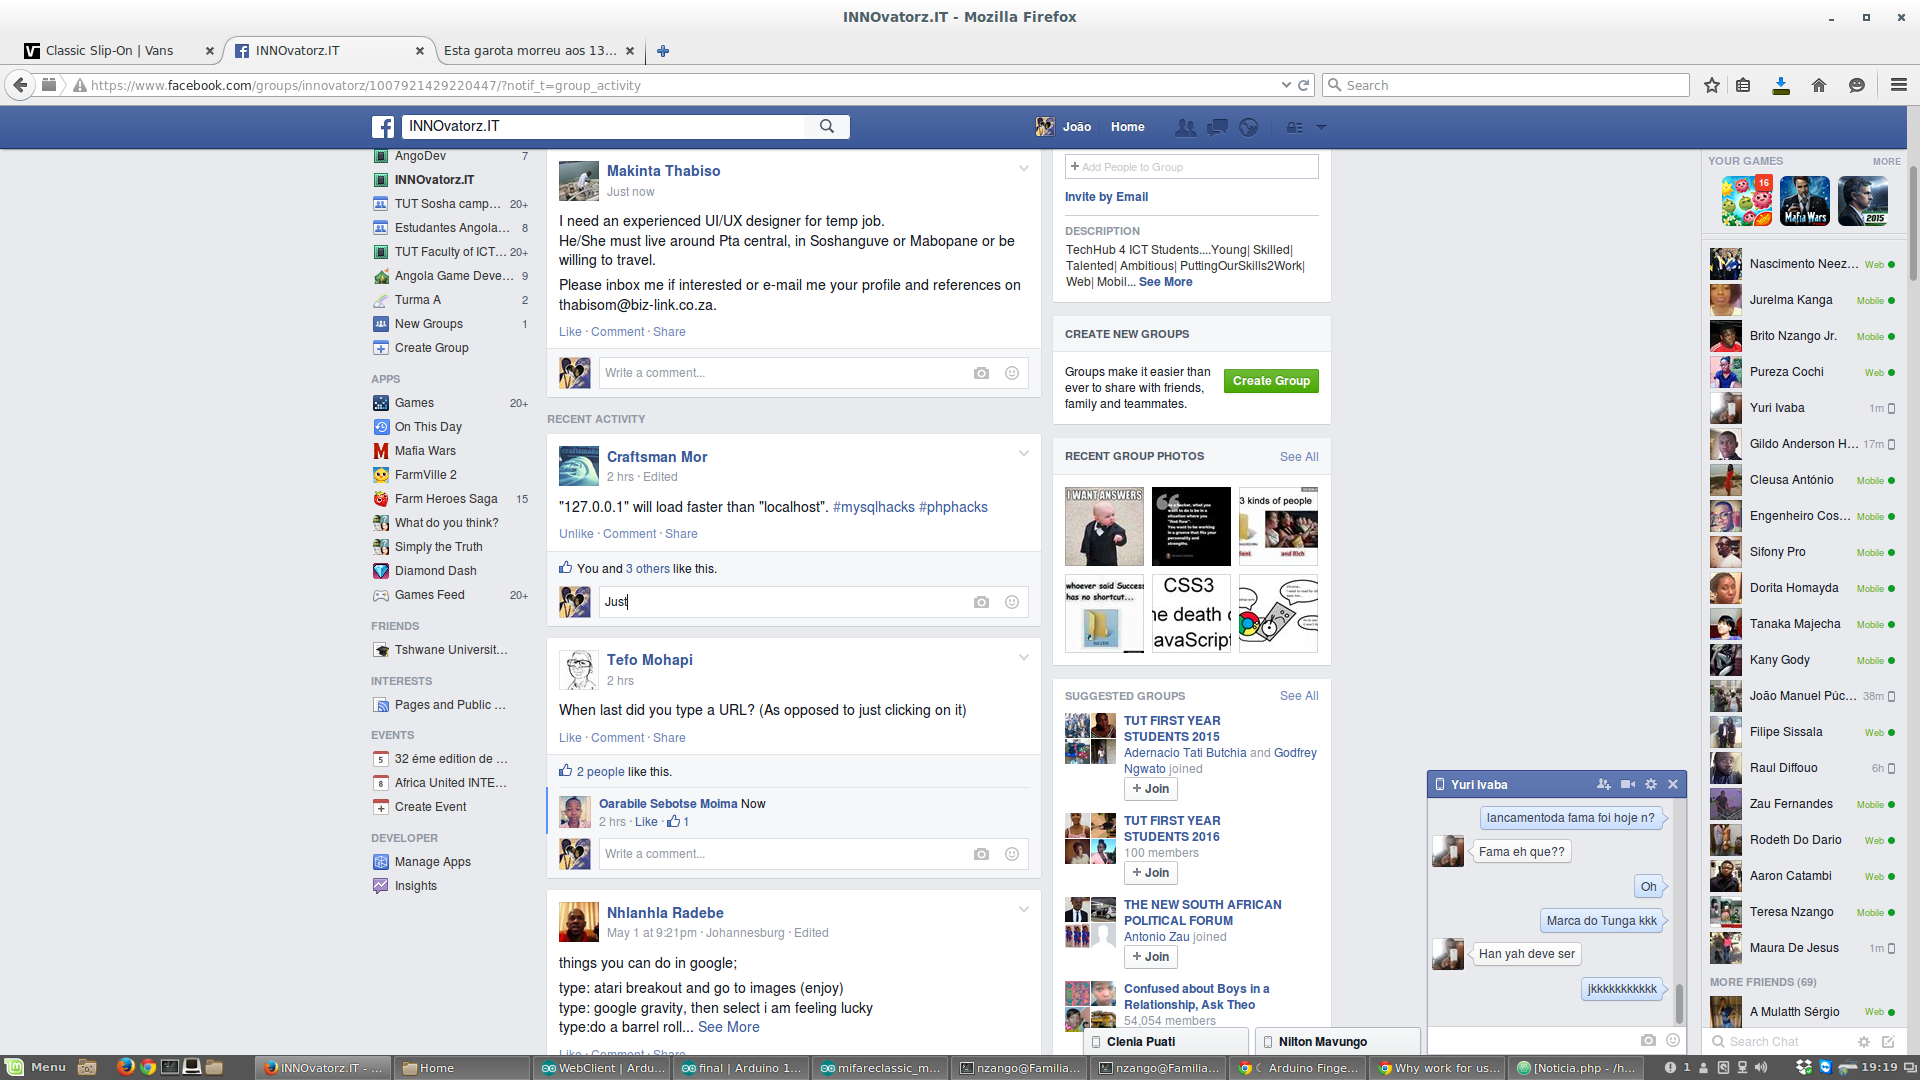 INNOvatorz.IT - Mozilla Firefox
Classic Slip-On | Vans
INNOvatorz.IT
Esta garota morreu aos 13...
https://www.facebook.com/groups/innovatorz/1007921429220447/?notif_t=group_activity
Search
INNOvatorz.IT
João
Home
AngoDev 7
INNOvatorz.IT
TUT Sosha camp... 20+
Estudantes Angola... 8
TUT Faculty of ICT... 20+
Angola Game Deve... 9
Turma A 2
New Groups 1
Create Group
APPS
Games 20+
On This Day
Mafia Wars
FarmVille 2
Farm Heroes Saga 15
What do you think?
Simply the Truth
Diamond Dash
Games Feed 20+
FRIENDS
Tshwane Universit...
INTERESTS
Pages and Public ...
EVENTS
32 éme edition de ...
Africa United INTE...
Create Event
DEVELOPER
Manage Apps
Insights
Makinta Thabiso
Just now
I need an experienced UI/UX designer for temp job.
He/She must live around Pta central, in Soshanguve or Mabopane or be
willing to travel.
Please inbox me if interested or e-mail me your profile and references on
thabisom@biz-link.co.za.
Like · Comment · Share
Write a comment...
RECENT ACTIVITY
Craftsman Mor
2 hrs · Edited
"127.0.0.1" will load faster than "localhost". #mysqlhacks #phphacks
Unlike · Comment · Share
You and 3 others like this.
Just
Tefo Mohapi
2 hrs
When last did you type a URL? (As opposed to just clicking on it)
Like · Comment · Share
2 people like this.
Oarabile Sebotse Moima Now
2 hrs · Like · 1
Write a comment...
Nhlanhla Radebe
May 1 at 9:21pm · Johannesburg · Edited
things you can do in google;
type: atari breakout and go to images (enjoy)
type: google gravity, then select i am feeling lucky
type:do a barrel roll... See More
Like · Comment · Share
Add People to Group
Invite by Email
DESCRIPTION
TechHub 4 ICT Students....Young| Skilled|
Talented| Ambitious| PuttingOurSkills2Work|
Web| Mobil... See More
CREATE NEW GROUPS
Groups make it easier than
ever to share with friends,
family and teammates.
Create Group
RECENT GROUP PHOTOS
See All
I WANT ANSWERS
3 kinds of people
and Rich
whoever said Success
has no shortcut...
CSS3
he death o
avaScript
SUGGESTED GROUPS
See All
TUT FIRST YEAR
STUDENTS 2015
Adernacio Tati Butchia and Godfrey
Ngwato joined
Join
TUT FIRST YEAR
STUDENTS 2016
100 members
Join
THE NEW SOUTH AFRICAN
POLITICAL FORUM
Antonio Zau joined
Join
Confused about Boys in a
Relationship, Ask Theo
54,054 members
Clenia Puati
Nilton Mavungo
Yuri Ivaba
lancamentoda fama foi hoje n?
Fama eh que??
Oh
Marca do Tunga kkk
Han yah deve ser
jkkkkkkkkkkk
YOUR GAMES
MORE
16
Mafia Wars
2015
Nascimento Neez... Web
Jurelma Kanga Mobile
Brito Nzango Jr. Mobile
Pureza Cochi Web
Yuri Ivaba 1m
Gildo Anderson H... 17m
Cleusa António Mobile
Engenheiro Cos... Mobile
Sifony Pro Mobile
Dorita Homayda Mobile
Tanaka Majecha Mobile
Kany Gody Mobile
João Manuel Púc... 38m
Filipe Sissala Web
Raul Diffouo 6h
Zau Fernandes Mobile
Rodeth Do Dario Web
Aaron Catambi Web
Teresa Nzango Mobile
Maura De Jesus 1m
MORE FRIENDS (69)
A Mulatth Sérgio Web
Search Chat
Menu
INNOvatorz.IT - ...
Home
WebClient | Ardu...
final | Arduino 1...
mifareclassic_m...
nzango@Familia...
nzango@Familia...
Arduino Finge...
Why work for us...
[Noticia.php - /h...
1
19:19